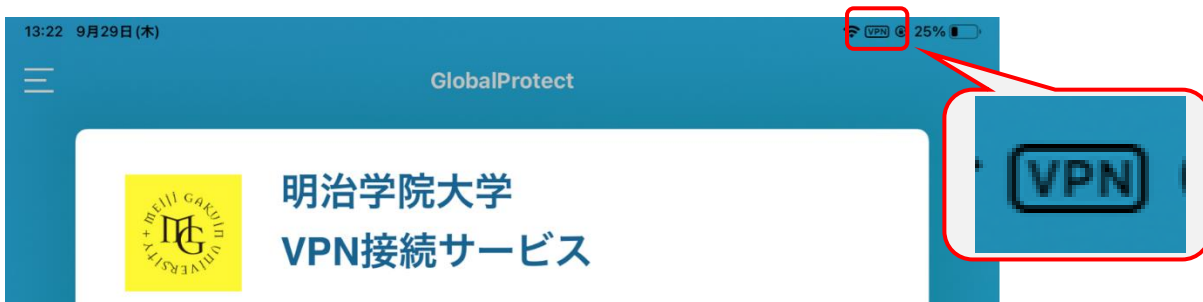 13:22 9月29日(木) VPN 25%
GlobalProtect
VPN
MEIJI GAKUIN UNIVERSITY
MG
明治学院大学
VPN接続サービス